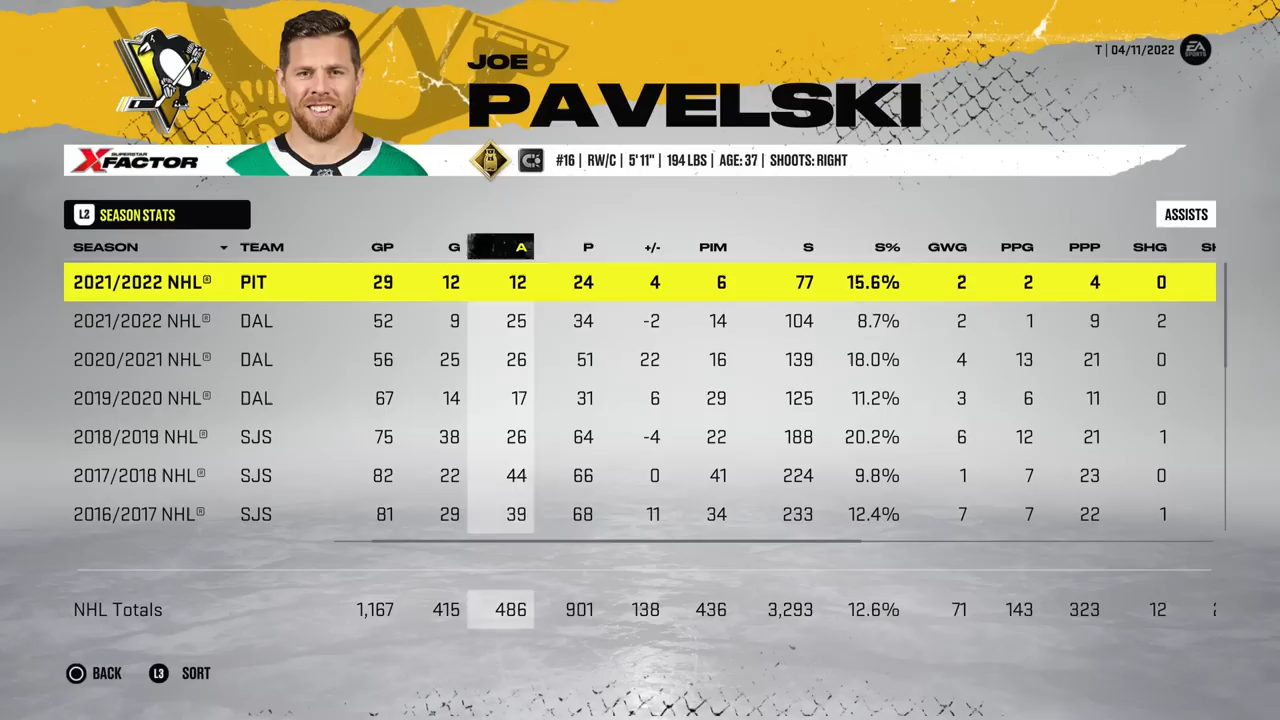 T | 04/11/2022
EA SPORTS
JOE
PAVELSKI
SUPERSTAR
X FACTOR
#16 | RW/C | 5' 11" | 194 LBS | AGE: 37 | SHOOTS: RIGHT
L2 SEASON STATS
ASSISTS
SEASON TEAM GP G A P +/- PIM S S% GWG PPG PPP SHG
2021/2022 NHL® PIT 29 12 12 24 4 6 77 15.6% 2 2 4 0
2021/2022 NHL® DAL 52 9 25 34 -2 14 104 8.7% 2 1 9 2
2020/2021 NHL® DAL 56 25 26 51 22 16 139 18.0% 4 13 21 0
2019/2020 NHL® DAL 67 14 17 31 6 29 125 11.2% 3 6 11 0
2018/2019 NHL® SJS 75 38 26 64 -4 22 188 20.2% 6 12 21 1
2017/2018 NHL® SJS 82 22 44 66 0 41 224 9.8% 1 7 23 0
2016/2017 NHL® SJS 81 29 39 68 11 34 233 12.4% 7 7 22 1
NHL Totals 1,167 415 486 901 138 436 3,293 12.6% 71 143 323 12
BACK L3 SORT